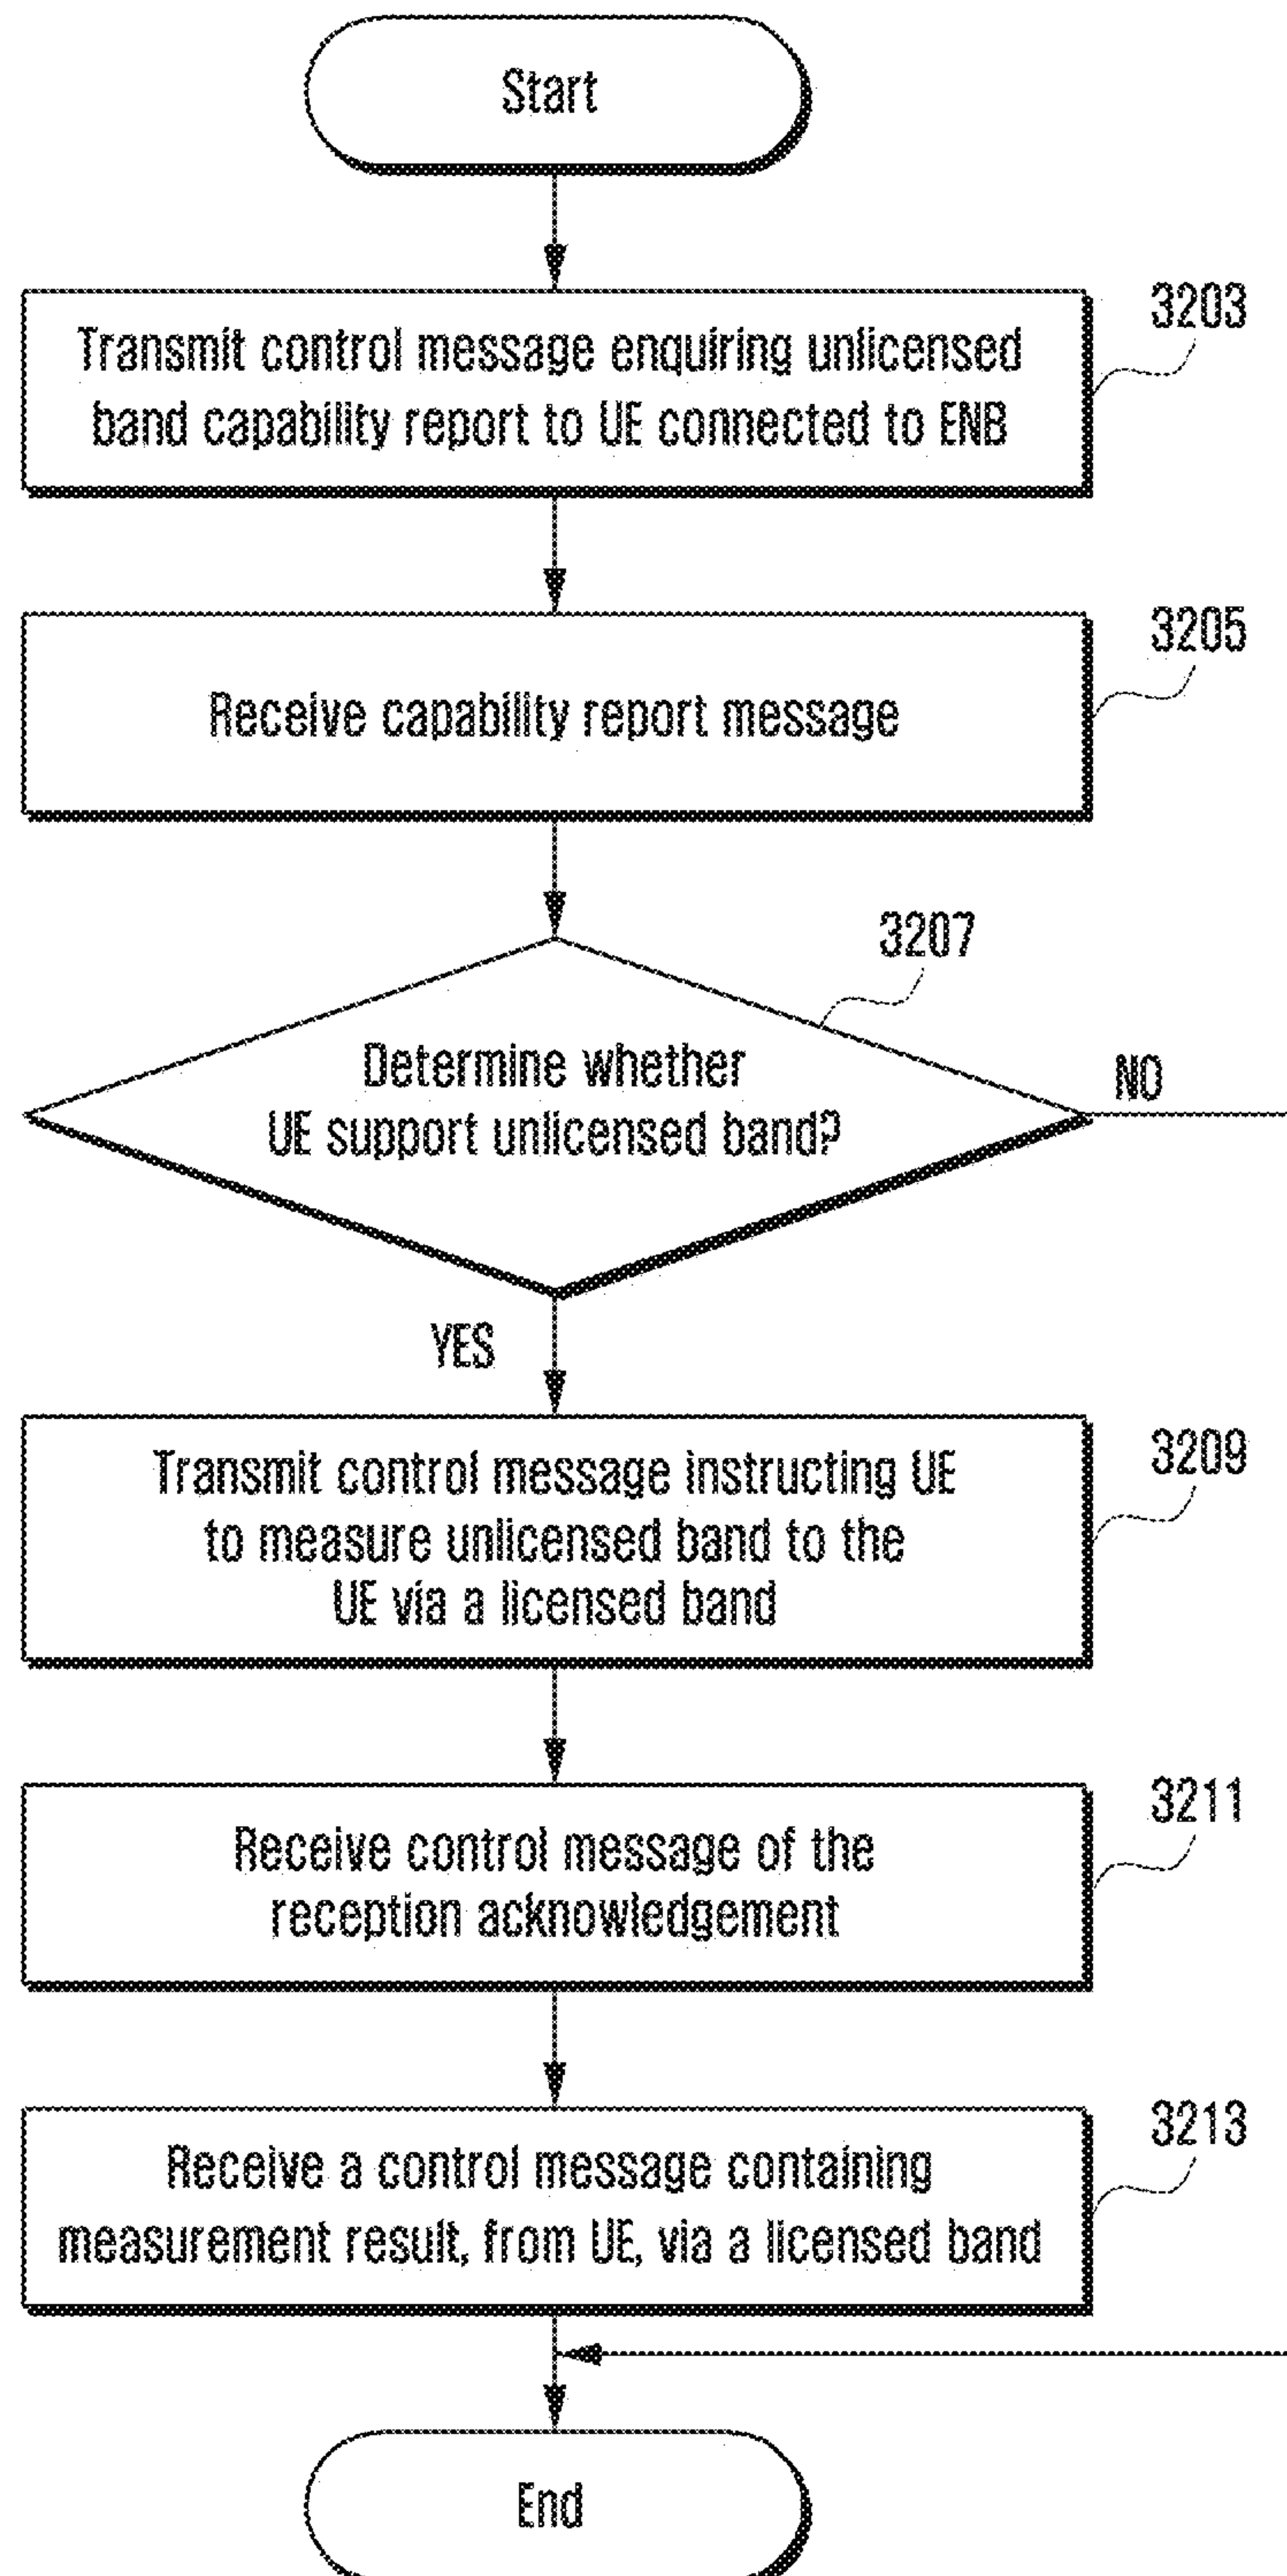 Start
3203
Transmit control message enquiring unlicensed
band capability report to UE connected to ENB
3205
Receive capability report message
3207
Determine whether
UE support unlicensed band?
NO
YES
3209
Transmit control message instructing UE
to measure unlicensed band to the
UE via a licensed band
3211
Receive control message of the
reception acknowledgement
3213
Receive a control message containing
measurement result, from UE, via a licensed band
End